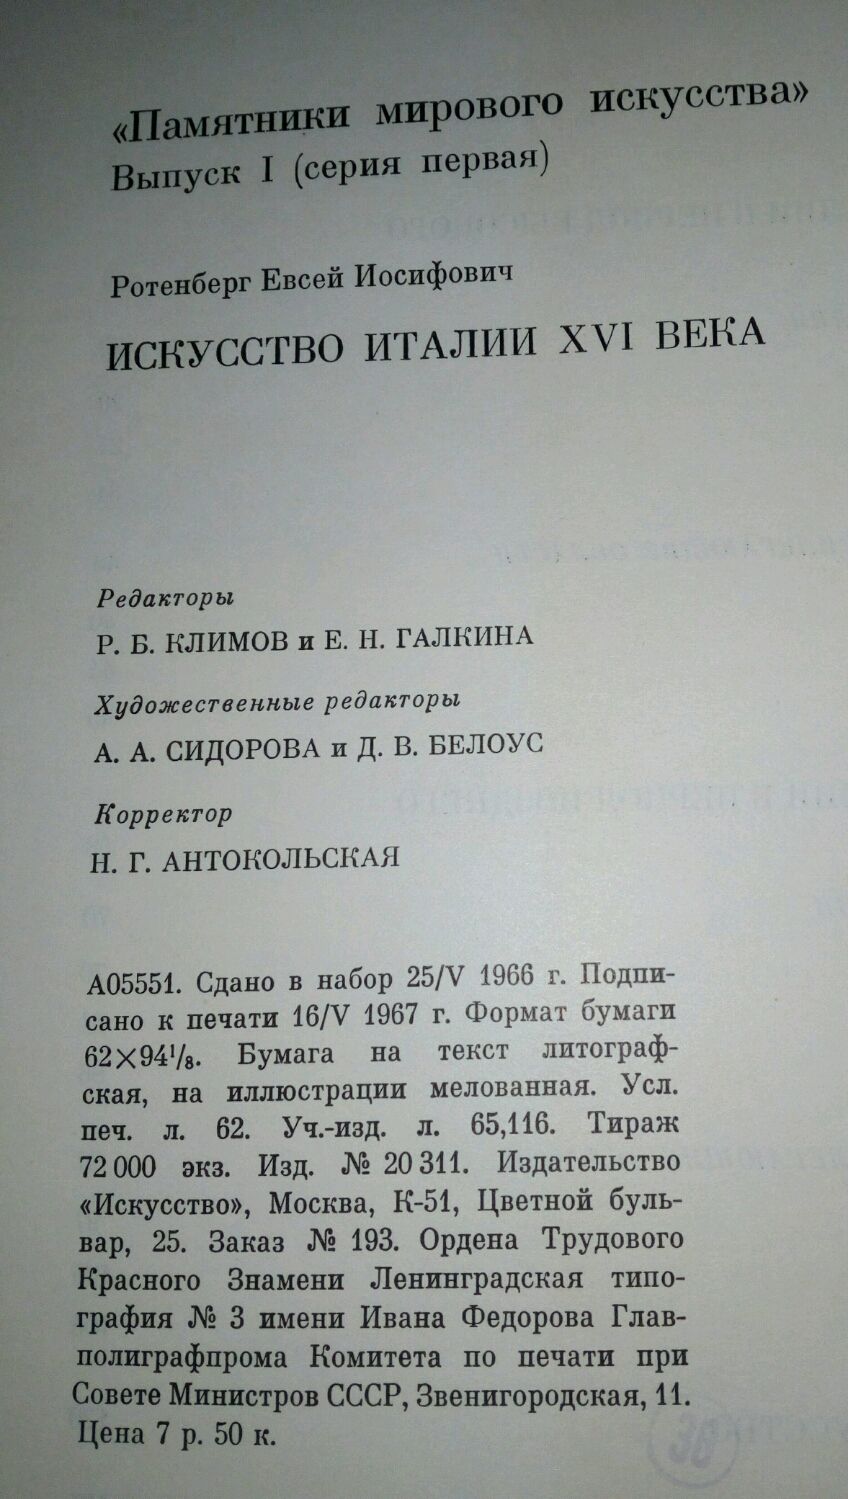 «Памятники мирового искусства»
Выпуск I (серия первая)
Ротенберг Евсей Иосифович
ИСКУССТВО ИТАЛИИ XVI ВЕКА
Редакторы
Р. Б. КЛИМОВ и Е. Н. ГАЛКИНА
Художественные редакторы
А. А. СИДОРОВА и Д. В. БЕЛОУС
Корректор
Н. Г. АНТОКОЛЬСКАЯ
А05551. Сдано в набор 25/V 1966 г. Подпи-
сано к печати 16/V 1967 г. Формат бумаги
62×94¹/₈. Бумага на текст литограф-
ская, на иллюстрации мелованная. Усл.
печ. л. 62. Уч.-изд. л. 65,116. Тираж
72 000 экз. Изд. № 20 311. Издательство
«Искусство», Москва, К-51, Цветной буль-
вар, 25. Заказ № 193. Ордена Трудового
Красного Знамени Ленинградская типо-
графия № 3 имени Ивана Федорова Глав-
полиграфпрома Комитета по печати при
Совете Министров СССР, Звенигородская, 11.
Цена 7 р. 50 к.